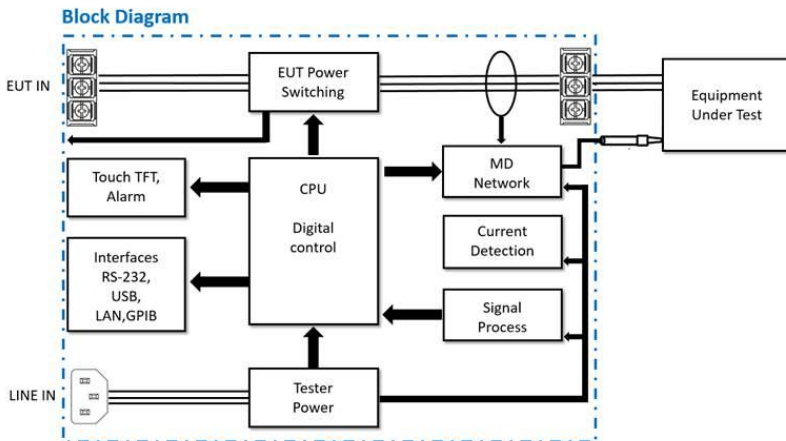 Block Diagram
EUT IN
EUT Power
Switching
Equipment
Under Test
Touch TFT,
Alarm
CPU
Digital
control
MD
Network
Current
Detection
Interfaces
RS-232,
USB,
LAN,GPIB
Signal
Process
LINE IN
Tester
Power